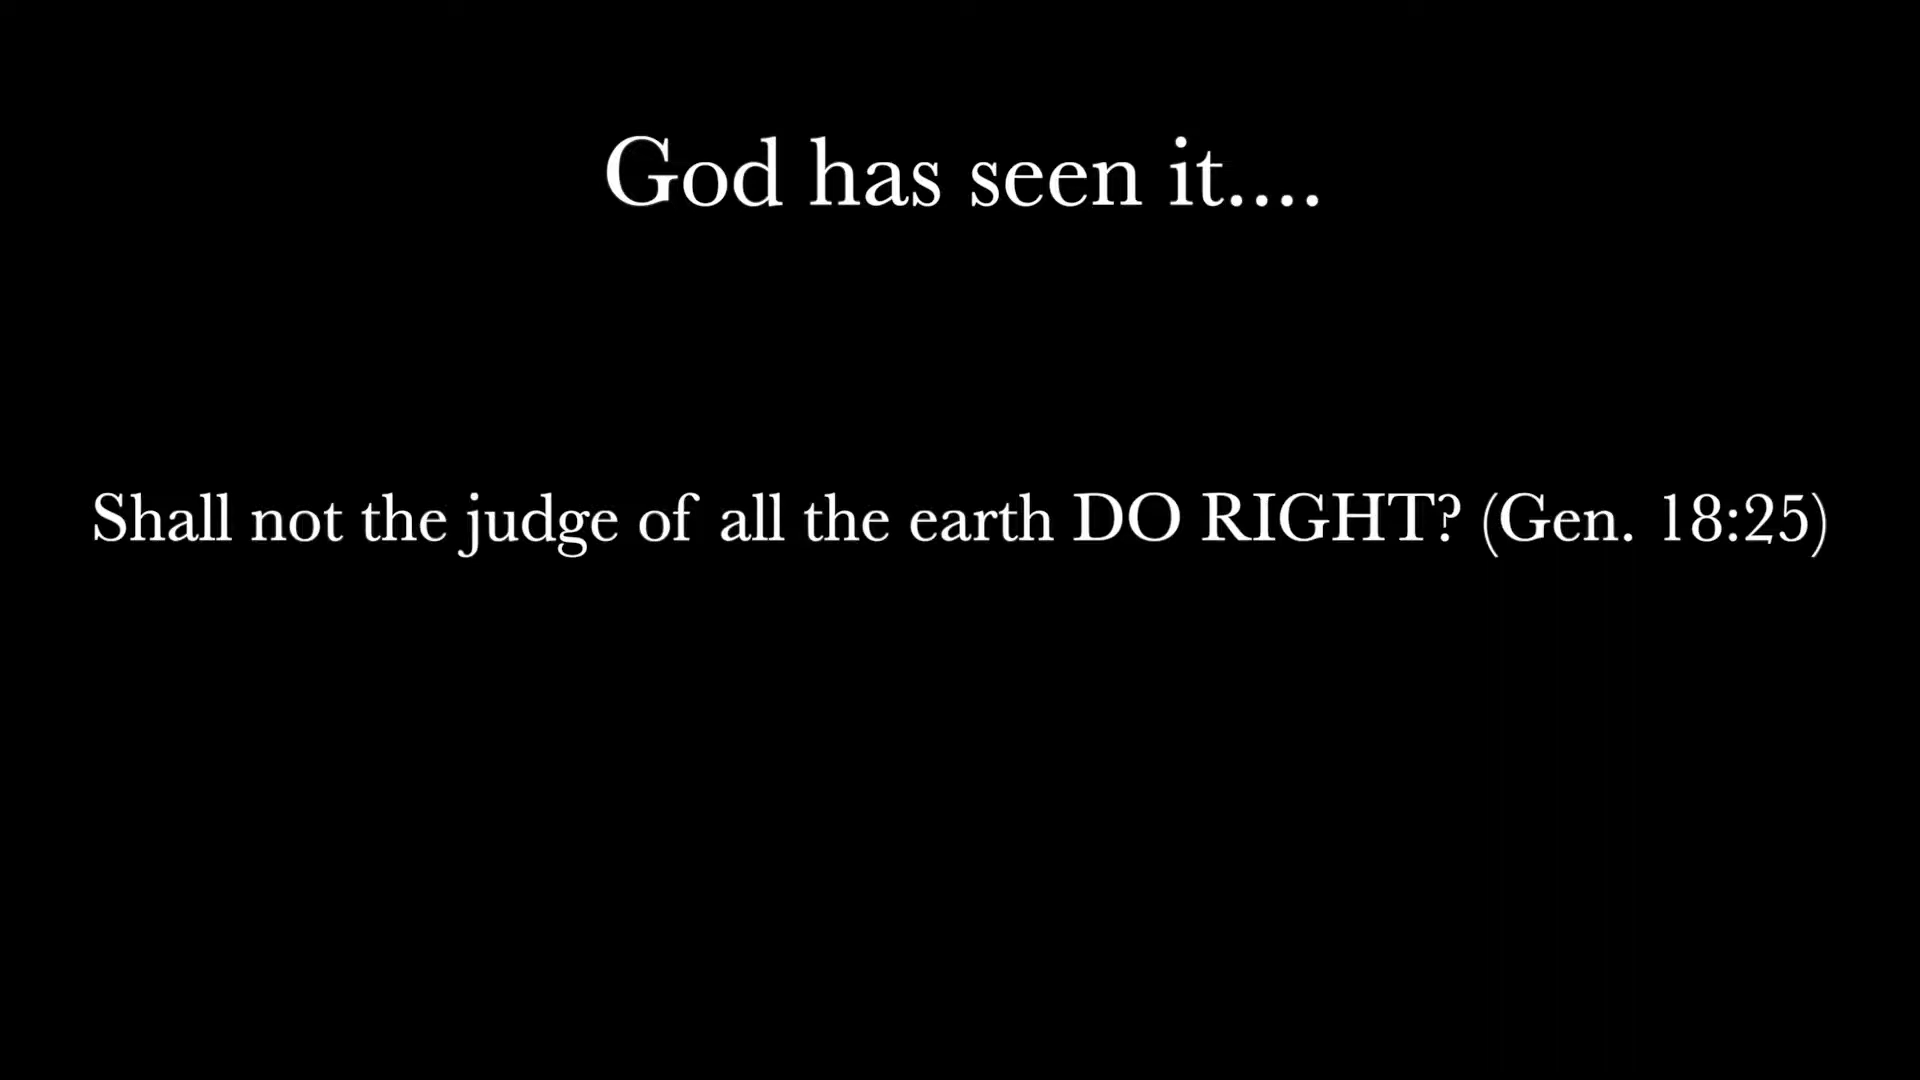 God has seen it....
Shall not the judge of all the earth DO RIGHT? (Gen. 18:25)